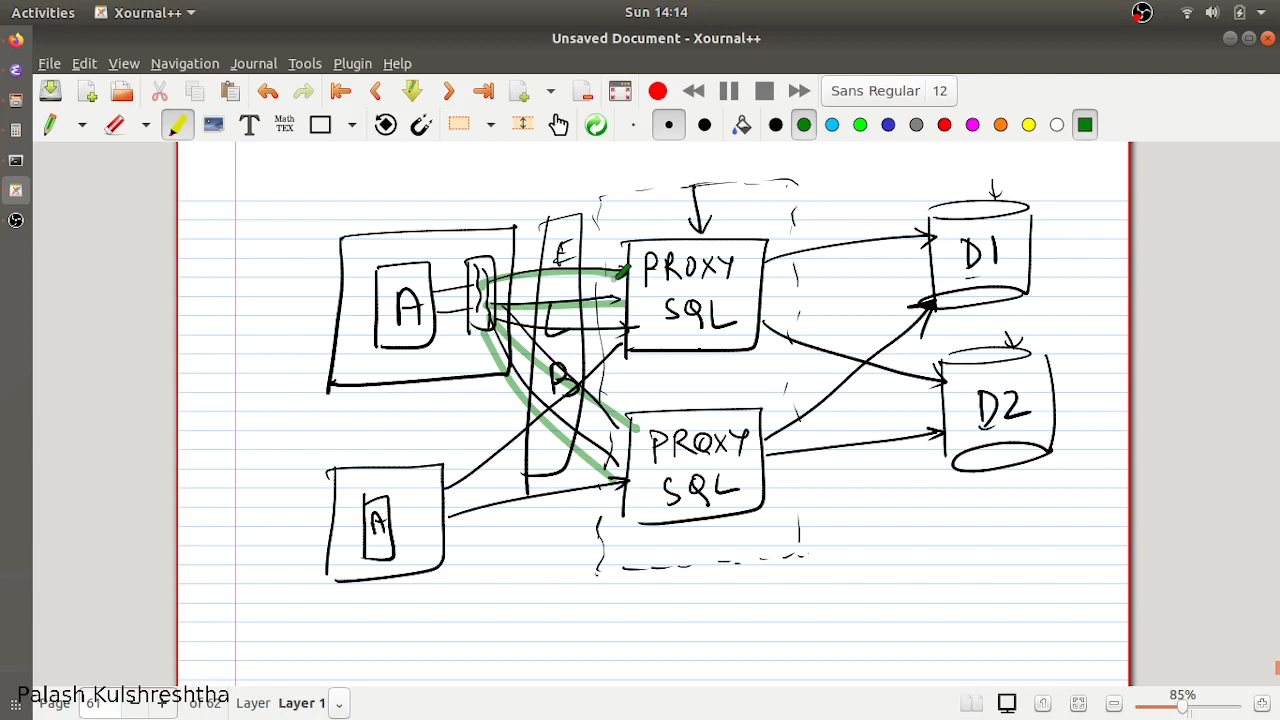 Activities
Xournal++
Sun 14:14
Unsaved Document - Xournal++
File Edit View Navigation Journal Tools Plugin Help
Sans Regular 12
Math
TEX
T
E
L
B
A
PROXY
SQL
D1
D2
PROXY
SQL
A
Palash Kulshreshtha
Page 61 of 62 Layer Layer 1
85%